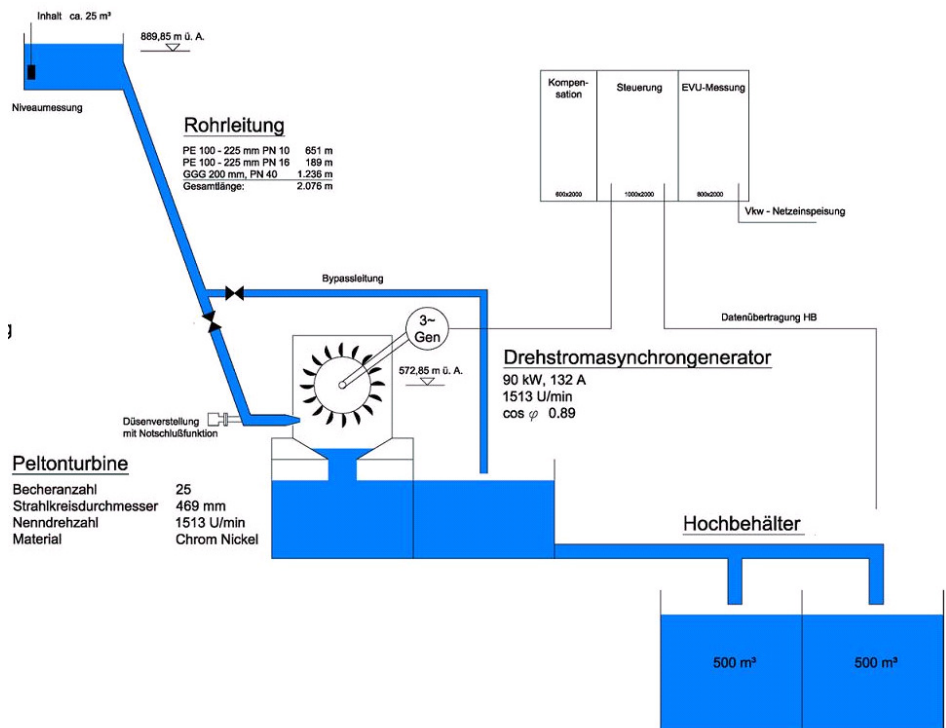 Inhalt ca. 25 m³
889,85 m ü. A.
Niveaumessung
Rohrleitung
PE 100 - 225 mm PN 10 651 m
PE 100 - 225 mm PN 16 189 m
GGG 200 mm, PN 40 1.236 m
Gesamtlänge: 2.076 m
Kompen-
sation
Steuerung
EVU-Messung
600x2000
1000x2000
800x2000
Vkw - Netzeinspeisung
Bypassleitung
Datenübertragung HB
3~
Gen
572,85 m ü. A.
Drehstromasynchrongenerator
90 kW, 132 A
1513 U/min
cos φ 0.89
Düsenverstellung
mit Notschlußfunktion
Peltonturbine
Becheranzahl 25
Strahlkreisdurchmesser 469 mm
Nenndrehzahl 1513 U/min
Material Chrom Nickel
Hochbehälter
500 m³
500 m³